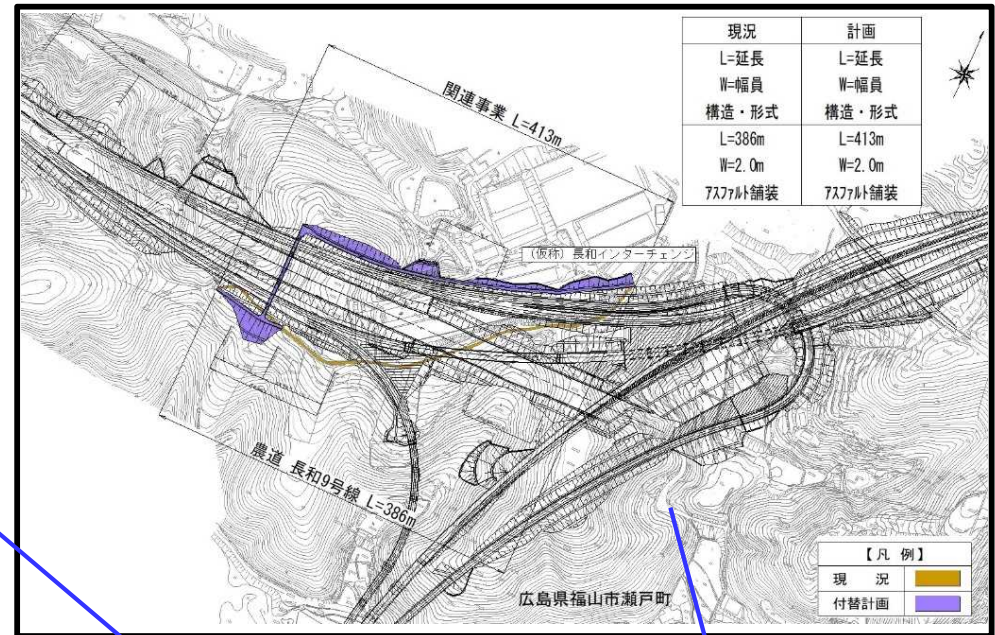 現況 計画
L=延長 L=延長
W=幅員 W=幅員
構造・形式 構造・形式
L=386m L=413m
W=2.0m W=2.0m
ｱｽﾌｧﾙﾄ舗装 ｱｽﾌｧﾙﾄ舗装
関連事業 L=413m
(仮称) 長和インターチェンジ
農道 長和9号線 L=386m
広島県福山市瀬戸町
【凡 例】
現 況
付替計画